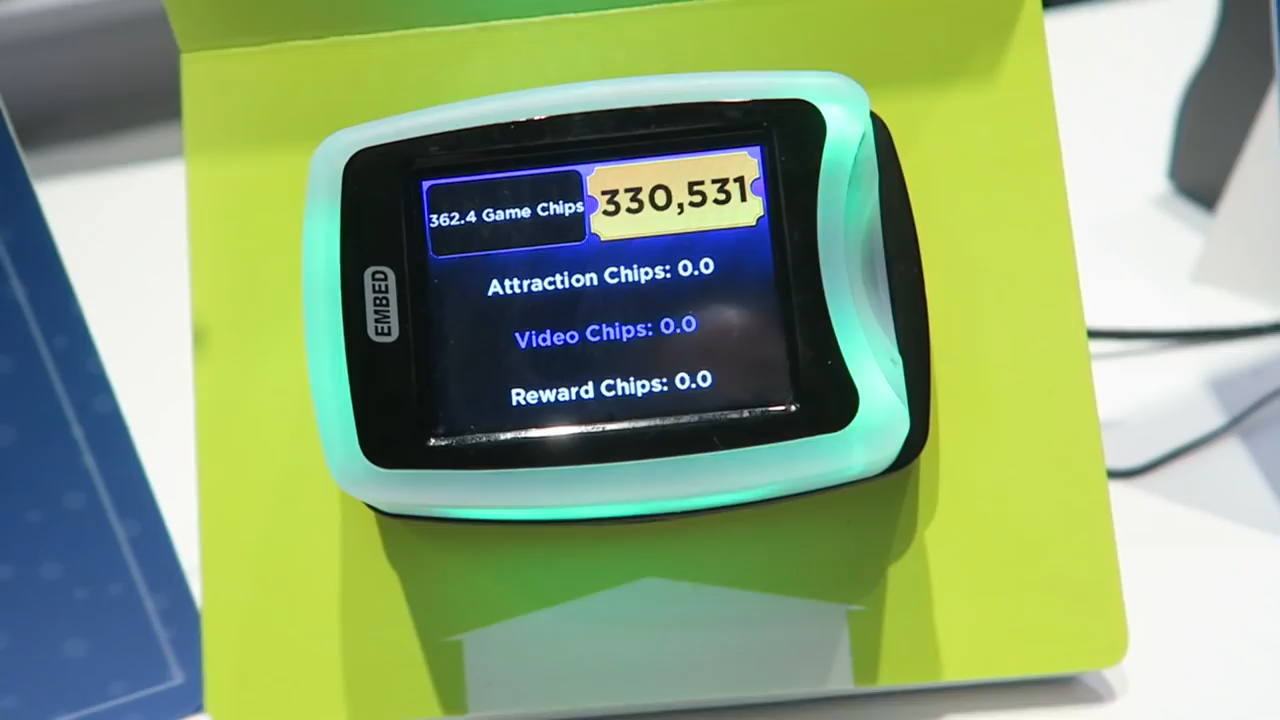 362.4 Game Chips
330,531
Attraction Chips: 0.0
Video Chips: 0.0
Reward Chips: 0.0
EMBED